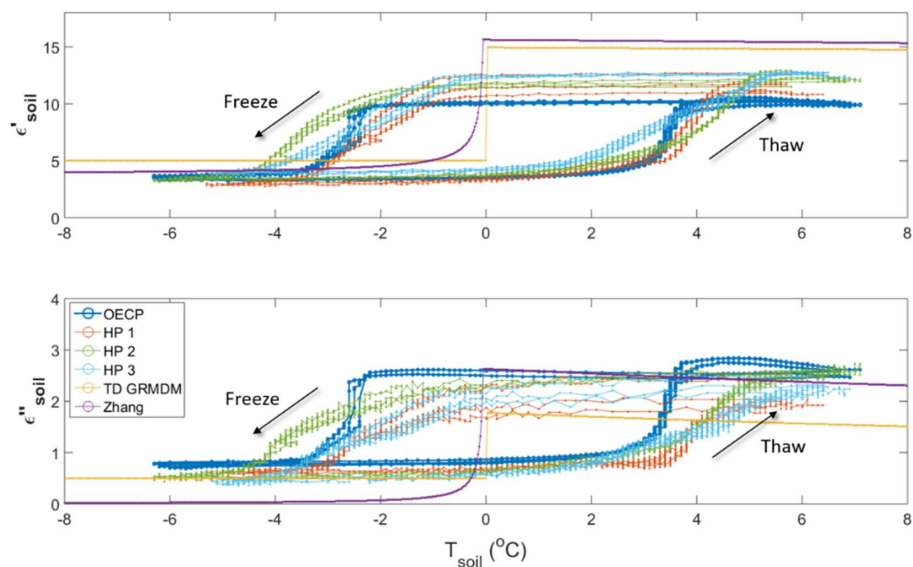 15
10
5
0
ϵ'soil
Freeze
Thaw
-8 -6 -4 -2 0 2 4 6 8
4
3
2
1
0
ϵ''soil
OECP
HP 1
HP 2
HP 3
TD GRMDM
Zhang
Freeze
Thaw
-8 -6 -4 -2 0 2 4 6 8
Tsoil (°C)